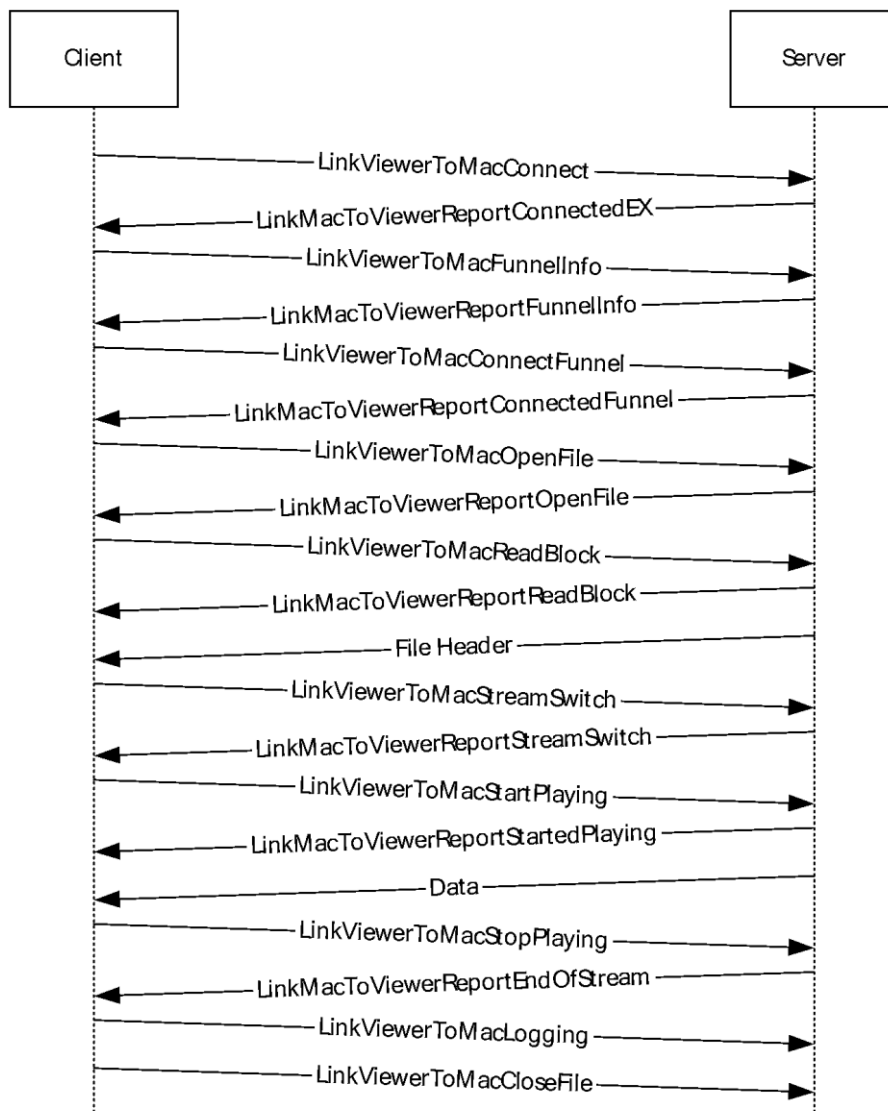 Client
Server
LinkViewerToMacConnect
LinkMacToViewerReportConnectedEX
LinkViewerToMacFunnelInfo
LinkMacToViewerReportFunnelInfo
LinkViewerToMacConnectFunnel
LinkMacToViewerReportConnectedFunnel
LinkViewerToMacOpenFile
LinkMacToViewerReportOpenFile
LinkViewerToMacReadBlock
LinkMacToViewerReportReadBlock
File Header
LinkViewerToMacStreamSwitch
LinkMacToViewerReportStreamSwitch
LinkViewerToMacStartPlaying
LinkMacToViewerReportStartedPlaying
Data
LinkViewerToMacStopPlaying
LinkMacToViewerReportEndOfStream
LinkViewerToMacLogging
LinkViewerToMacCloseFile